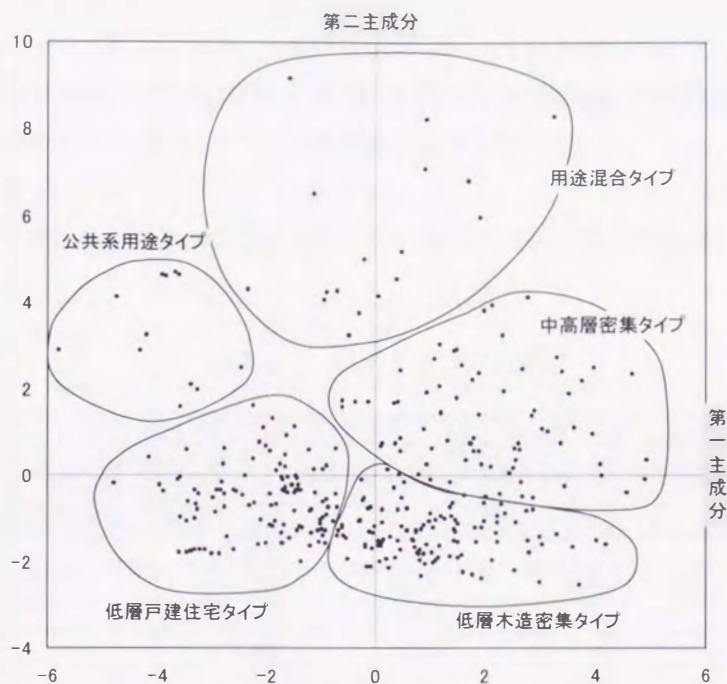 第二主成分
10
8
用途混合タイプ
6
公共系用途タイプ
4
中高層密集タイプ
2
第一主成分
0
-2
低層戸建住宅タイプ
低層木造密集タイプ
-4
-6 -4 -2 0 2 4 6